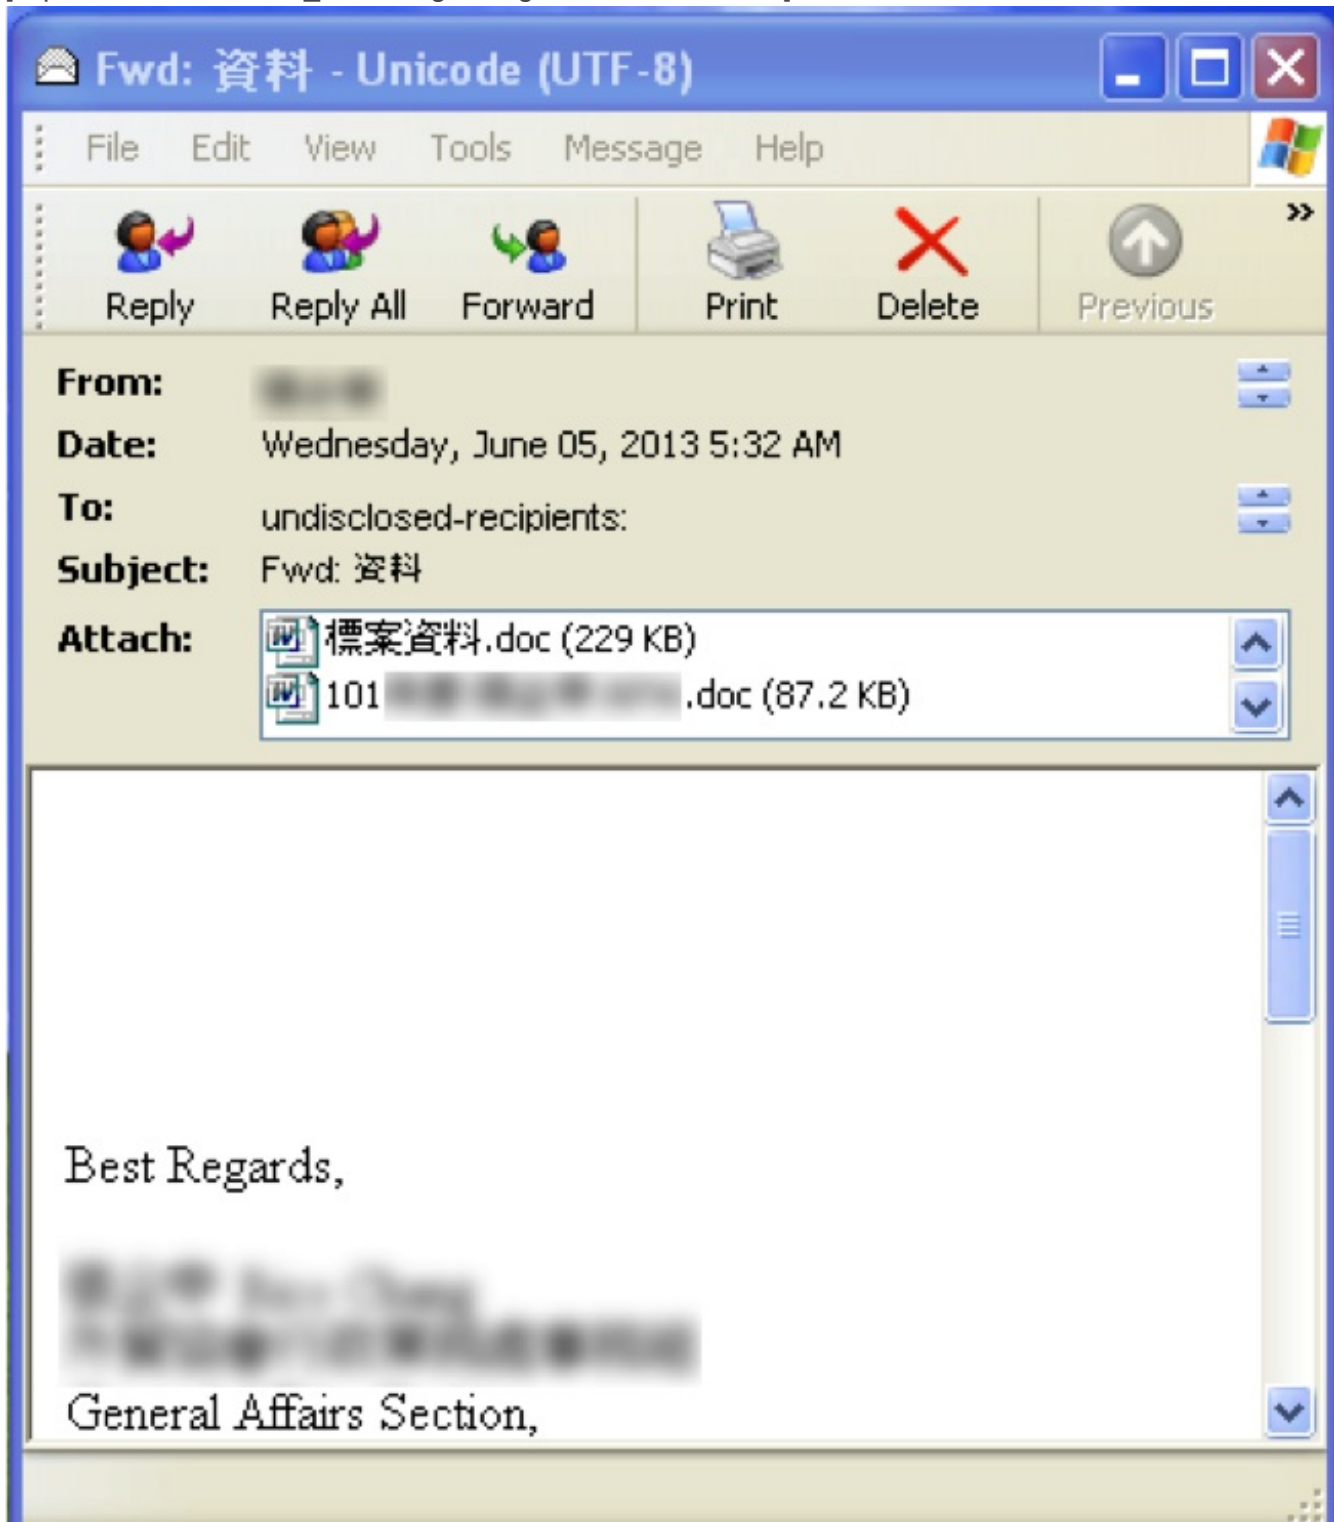 Fwd: 資料 - Unicode (UTF-8)
File Edit View Tools Message Help
Reply Reply All Forward Print Delete Previous
From:
Date: Wednesday, June 05, 2013 5:32 AM
To: undisclosed-recipients:
Subject: Fwd: 資料
Attach: 標案資料.doc (229 KB)
101 .doc (87.2 KB)
Best Regards,
General Affairs Section,